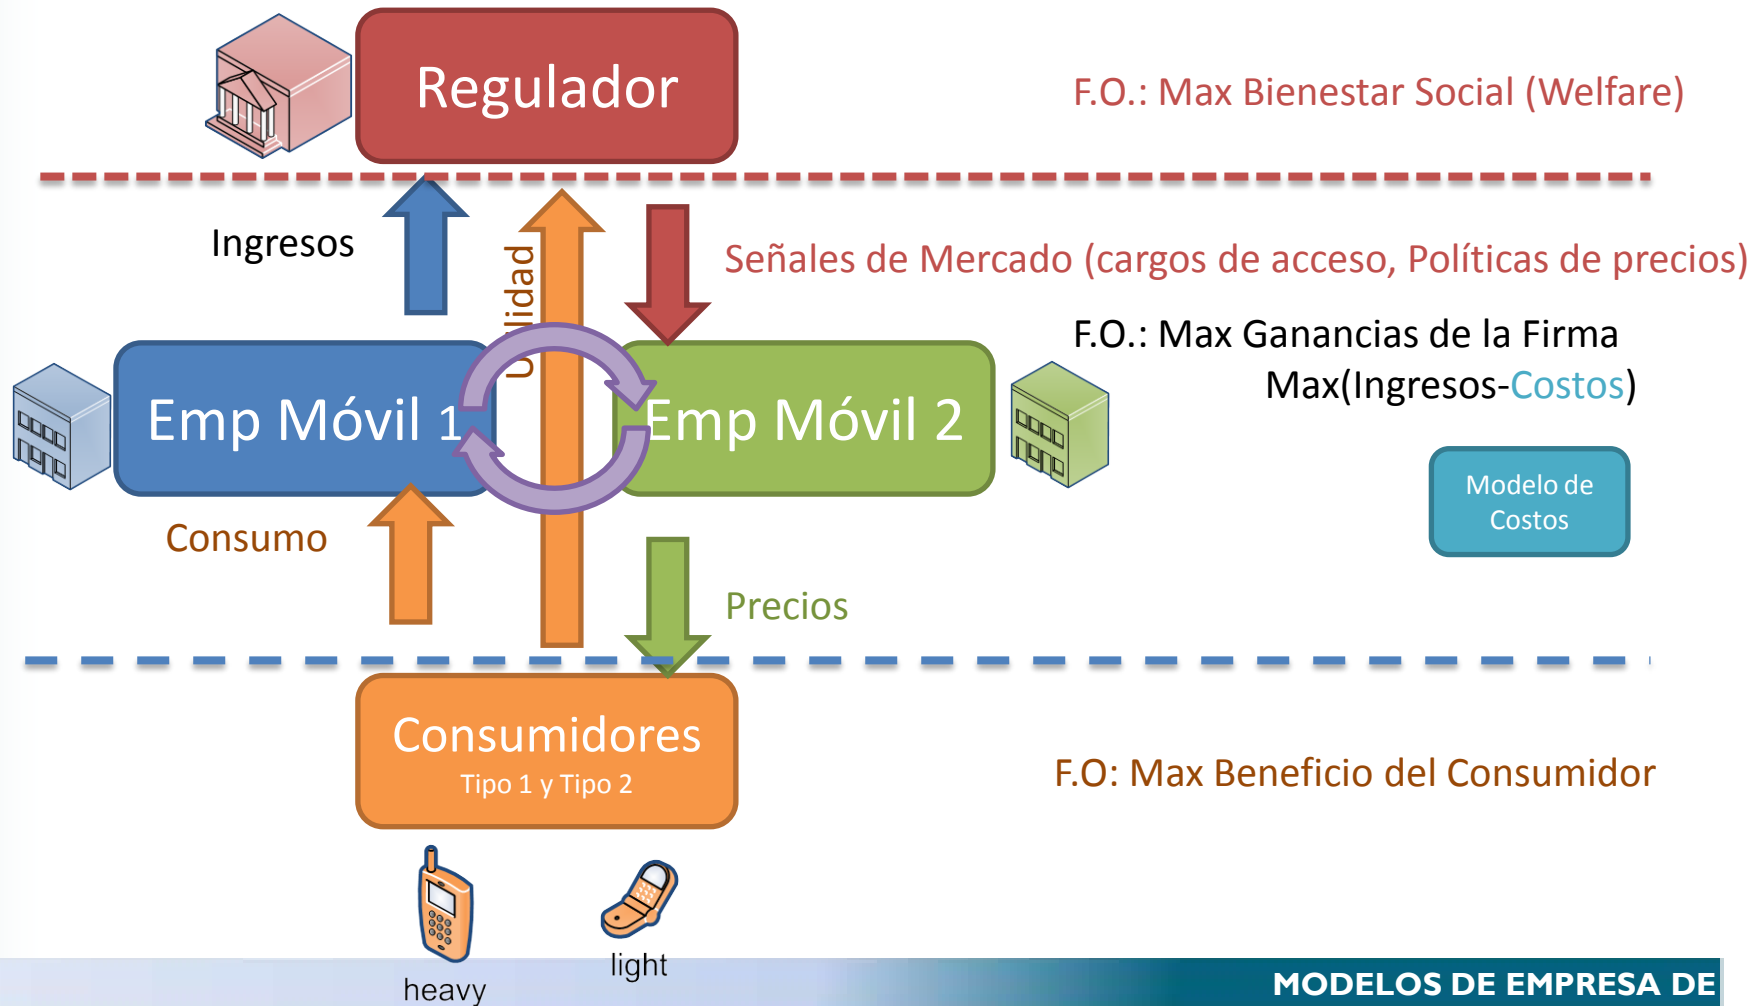 Regulador
F.O.: Max Bienestar Social (Welfare)
Ingresos
Utilidad
Señales de Mercado (cargos de acceso, Políticas de precios)
F.O.: Max Ganancias de la Firma
Max(Ingresos-Costos)
Emp Móvil 1
Emp Móvil 2
Modelo de
Costos
Consumo
Precios
Consumidores
Tipo 1 y Tipo 2
F.O: Max Beneficio del Consumidor
heavy
light
MODELOS DE EMPRESA DE